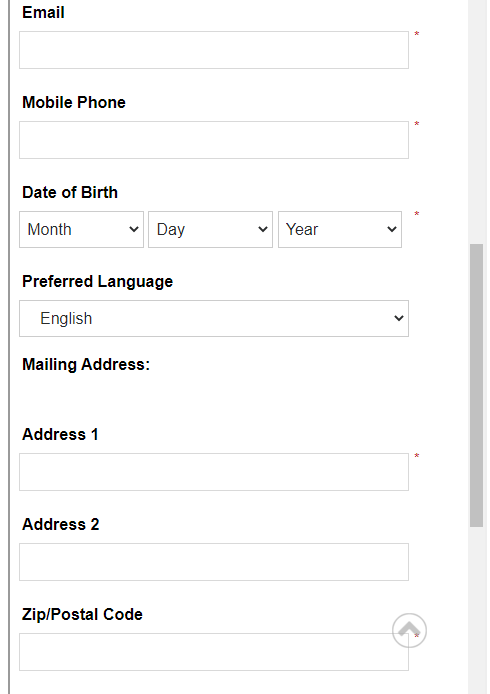 Email
*
Mobile Phone
*
Date of Birth
Month Day Year *
Preferred Language
English
Mailing Address:
Address 1
*
Address 2
Zip/Postal Code
*